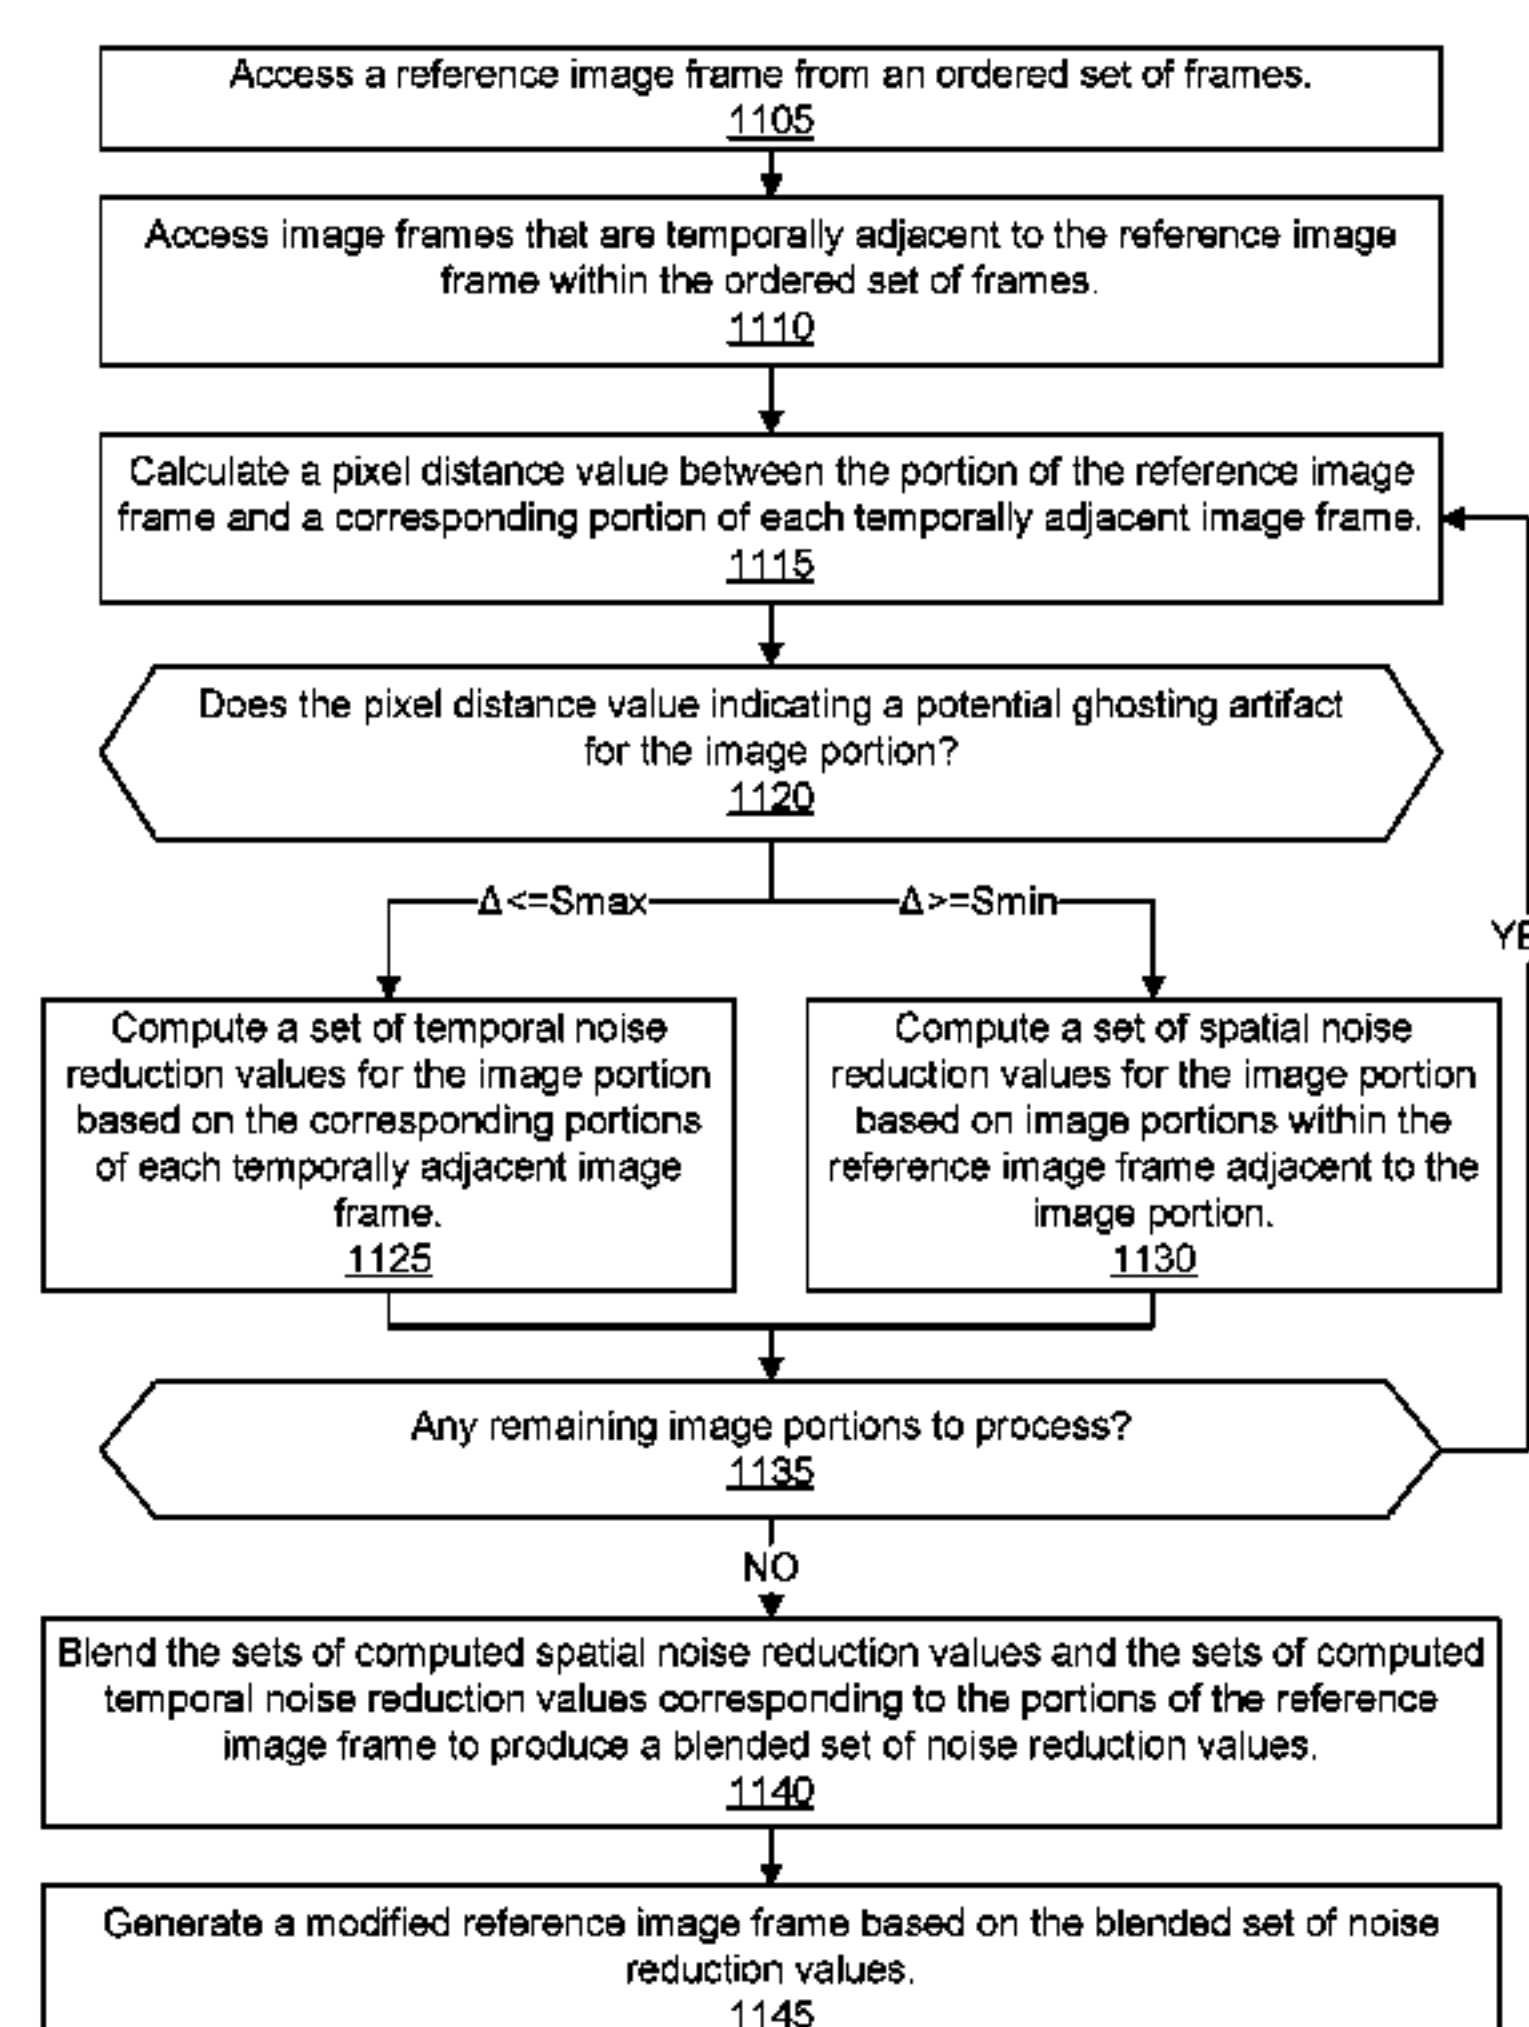 Access a reference image frame from an ordered set of frames.
1105
Access image frames that are temporally adjacent to the reference image
frame within the ordered set of frames.
1110
Calculate a pixel distance value between the portion of the reference image
frame and a corresponding portion of each temporally adjacent image frame.
1115
Does the pixel distance value indicating a potential ghosting artifact
for the image portion?
1120
Δ<=Smax
Δ>=Smin
Compute a set of temporal noise
reduction values for the image portion
based on the corresponding portions
of each temporally adjacent image
frame.
1125
Compute a set of spatial noise
reduction values for the image portion
based on image portions within the
reference image frame adjacent to the
image portion.
1130
Any remaining image portions to process?
1135
NO
Blend the sets of computed spatial noise reduction values and the sets of computed
temporal noise reduction values corresponding to the portions of the reference
image frame to produce a blended set of noise reduction values.
1140
Generate a modified reference image frame based on the blended set of noise
reduction values.
1145